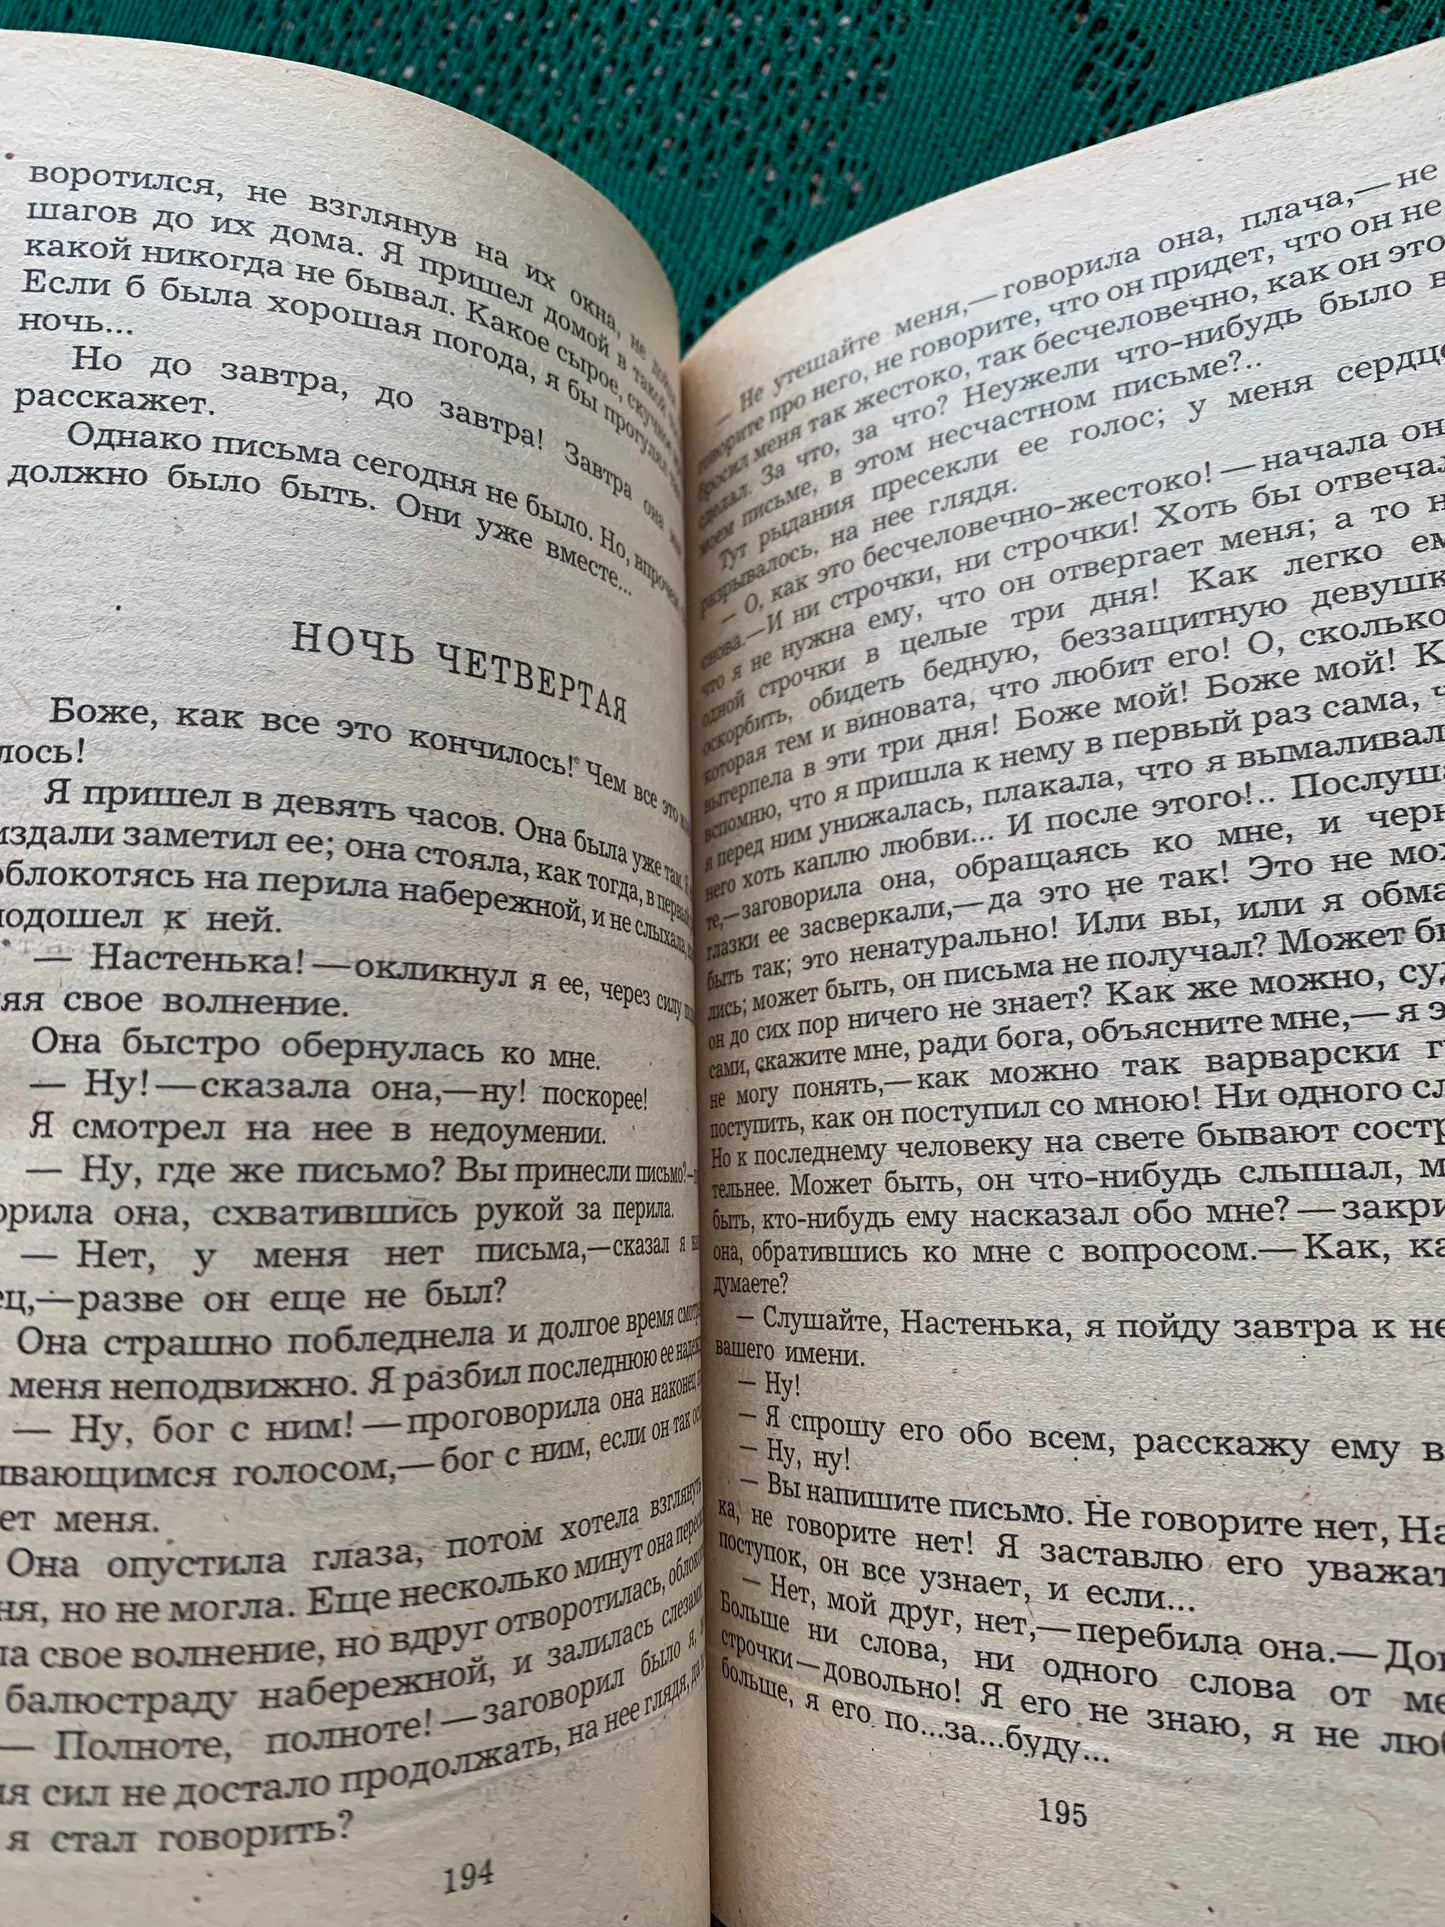 воротился, не взглянув на их окна, не
шагов до их дома. Я пришел домой в
какой никогда не бывал. Какое сырое,
Если б была хорошая погода, я бы прогулял
ночь...
Но до завтра, до завтра! Завтра она
расскажет.
Однако письма сегодня не было. Но, впрочем,
должно было быть. Они уже вместе...
НОЧЬ ЧЕТВЕРТАЯ
Боже, как все это кончилось! Чем все это
лось!
Я пришел в девять часов. Она была уже там. Я
издали заметил ее; она стояла, как тогда, в первый
облокотясь на перила набережной, и не слыхала,
подошел к ней.
— Настенька!—окликнул я ее, через силу
яя свое волнение.
Она быстро обернулась ко мне.
— Ну!—сказала она,—ну! поскорее!
Я смотрел на нее в недоумении.
— Ну, где же письмо? Вы принесли письмо?—
орила она, схватившись рукой за перила.
— Нет, у меня нет письма,—сказал я
ец,—разве он еще не был?
Она страшно побледнела и долгое время
меня неподвижно. Я разбил последнюю ее
— Ну, бог с ним!—проговорила она наконец
ывающимся голосом,—бог с ним, если он так
ет меня.
Она опустила глаза, потом хотела взглянуть
ня, но не могла. Еще несколько минут она
ла свое волнение, но вдруг отворотилась,
балюстраду набережной, и залилась слезами.
— Полноте, полноте!—заговорил было я,
ня сил не достало продолжать, на нее глядя, да
я стал говорить?
194
— Не утешайте меня,—говорила она, плача,—не
говорите про него, не говорите, что он придет, что он не
бросил меня так жестоко, так бесчеловечно, как он это
сделал. За что, за что? Неужели что-нибудь было в
моем письме, в этом несчастном письме?..
Тут рыдания пресекли ее голос; у меня сердце
разрывалось, на нее глядя.
— О, как это бесчеловечно-жестоко!—начала он
снова.—И ни строчки, ни строчки! Хоть бы отвечал
что я не нужна ему, что он отвергает меня; а то н
одной строчки в целые три дня! Как легко ем
оскорбить, обидеть бедную, беззащитную девушк
которая тем и виновата, что любит его! О, сколько
вытерпела в эти три дня! Боже мой! Боже мой! К
вспомню, что я пришла к нему в первый раз сама, ч
я перед ним унижалась, плакала, что я вымаливал
него хоть каплю любви... И после этого!.. Послуша
те,—заговорила она, обращаясь ко мне, и черн
глазки ее засверкали,—да это не так! Это не мож
быть так; это ненатурально! Или вы, или я обма
лись; может быть, он письма не получал? Может б
он до сих пор ничего не знает? Как же можно, суд
сами, скажите мне, ради бога, объясните мне,—я э
не могу понять,—как можно так варварски г
поступить, как он поступил со мною! Ни одного сл
Но к последнему человеку на свете бывают состр
тельнее. Может быть, он что-нибудь слышал, м
быть, кто-нибудь ему насказал обо мне?—закри
она, обратившись ко мне с вопросом.—Как, ка
думаете?
— Слушайте, Настенька, я пойду завтра к не
вашего имени.
— Ну!
— Я спрошу его обо всем, расскажу ему в
— Ну, ну!
— Вы напишите письмо. Не говорите нет, На
ка, не говорите нет! Я заставлю его уважат
поступок, он все узнает, и если...
— Нет, мой друг, нет,—перебила она.—Дов
Больше ни слова, ни одного слова от ме
строчки—довольно! Я его не знаю, я не люб
больше, я его по...за...буду...
195